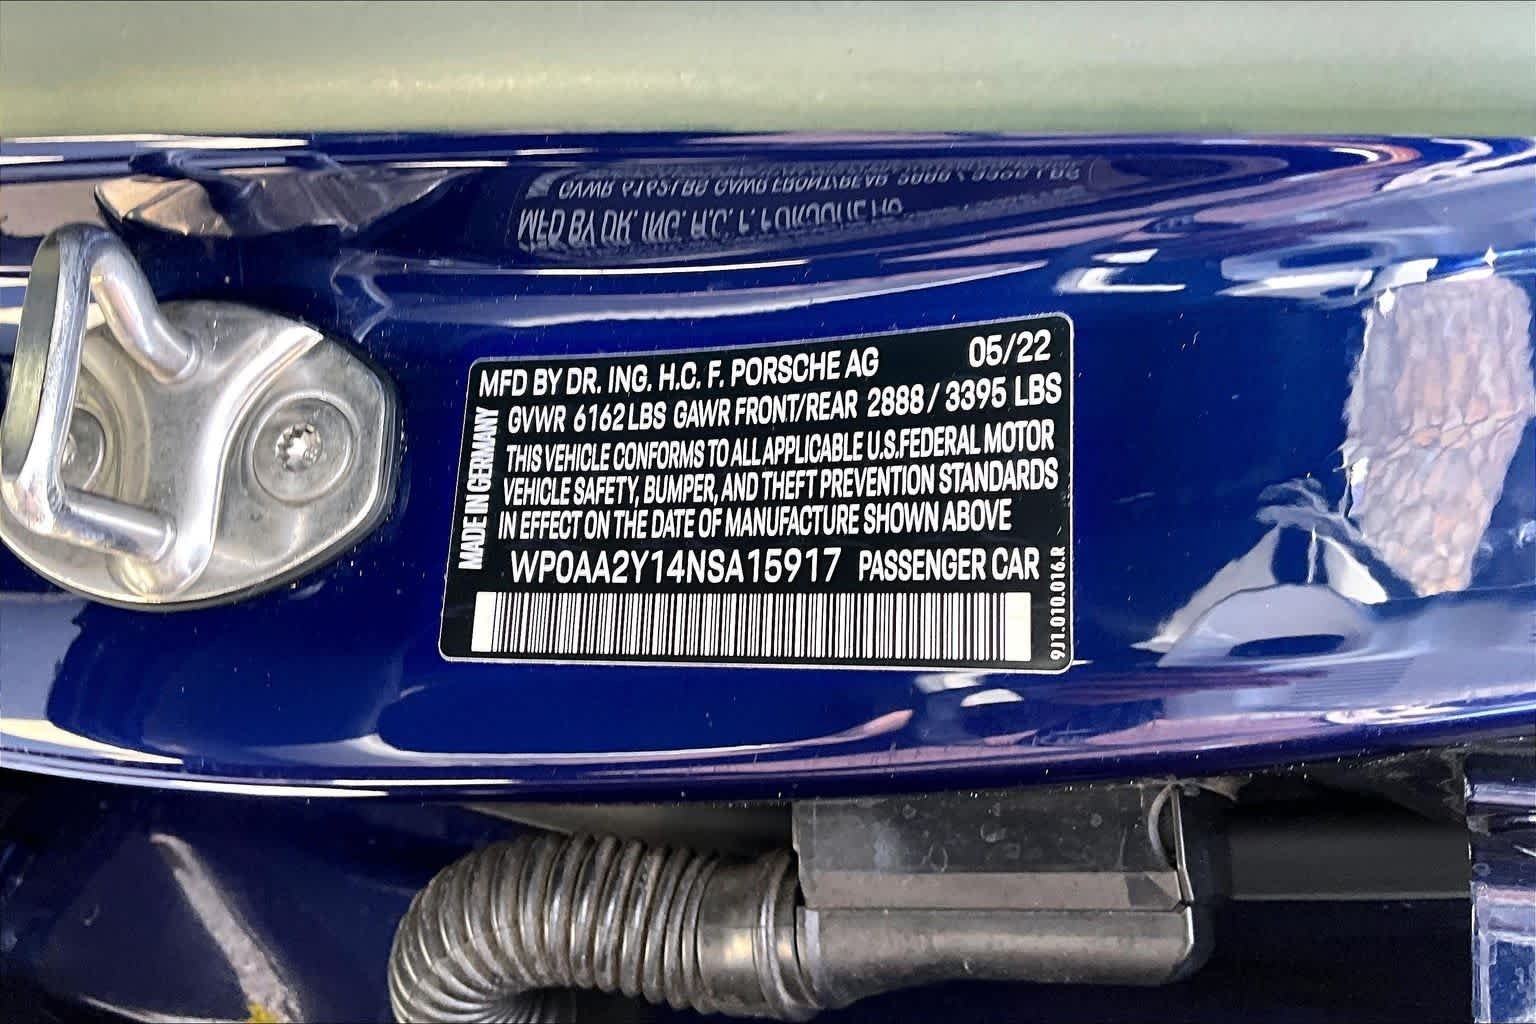 MFD BY DR. ING. H.C. F. PORSCHE AG 05/22
GVWR 6162 LBS GAWR FRONT/REAR 2888 / 3395 LBS
THIS VEHICLE CONFORMS TO ALL APPLICABLE U.S.FEDERAL MOTOR
VEHICLE SAFETY, BUMPER, AND THEFT PREVENTION STANDARDS
IN EFFECT ON THE DATE OF MANUFACTURE SHOWN ABOVE
WP0AA2Y14NSA15917 PASSENGER CAR
MADE IN GERMANY
9J1.010.016.R